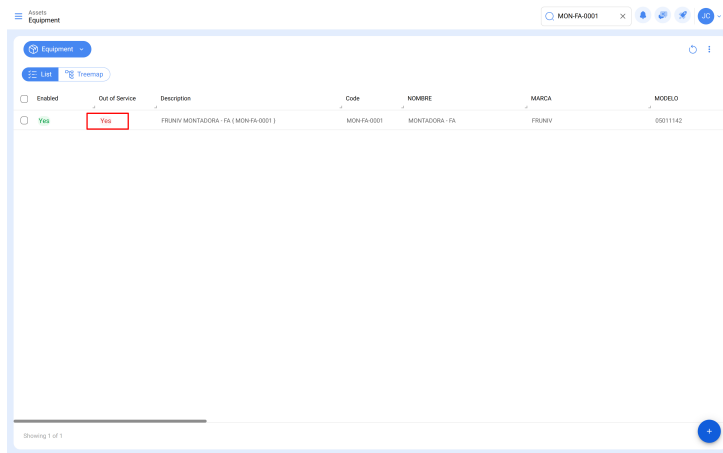 Assets
Equipment
MON-FA-0001
JC
Equipment
List Treemap
Enabled Out of Service Description Code NOMBRE MARCA MODELO
Yes Yes FRUNIV MONTADORA - FA { MON-FA-0001 } MON-FA-0001 MONTADORA - FA FRUNIV 05011142
Showing 1 of 1